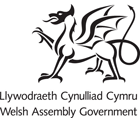 Llywodraeth Cynulliad Cymru
Welsh Assembly Government